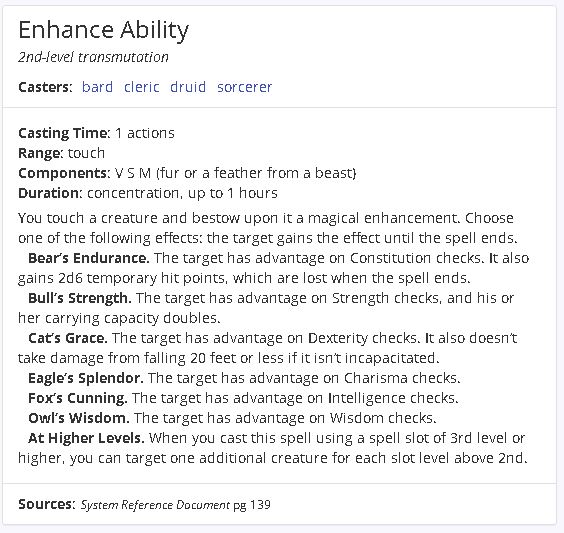 Enhance Ability
2nd-level transmutation
Casters: bard cleric druid sorcerer
Casting Time: 1 actions
Range: touch
Components: V S M (fur or a feather from a beast}
Duration: concentration, up to 1 hours
You touch a creature and bestow upon it a magical enhancement. Choose
one of the following effects: the target gains the effect until the spell ends.
Bear's Endurance. The target has advantage on Constitution checks. It also
gains 2d6 temporary hit points, which are lost when the spell ends.
Bull's Strength. The target has advantage on Strength checks, and his or
her carrying capacity doubles.
Cat's Grace. The target has advantage on Dexterity checks. It also doesn't
take damage from falling 20 feet or less if it isn't incapacitated.
Eagle's Splendor. The target has advantage on Charisma checks.
Fox's Cunning. The target has advantage on Intelligence checks.
Owl's Wisdom. The target has advantage on Wisdom checks.
At Higher Levels. When you cast this spell using a spell slot of 3rd level or
higher, you can target one additional creature for each slot level above 2nd.
Sources: System Reference Document pg 139